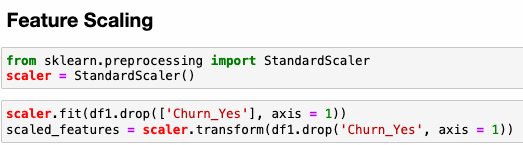 Feature Scaling
from sklearn.preprocessing import StandardScaler
scaler = StandardScaler()
scaler.fit(df1.drop(['Churn_Yes'], axis = 1))
scaled_features = scaler.transform(df1.drop('Churn_Yes', axis = 1))